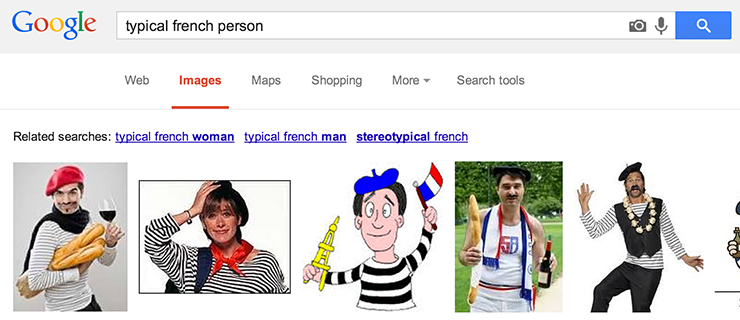 Google typical french person
Web Images Maps Shopping More Search tools
Related searches: typical french woman typical french man stereotypical french